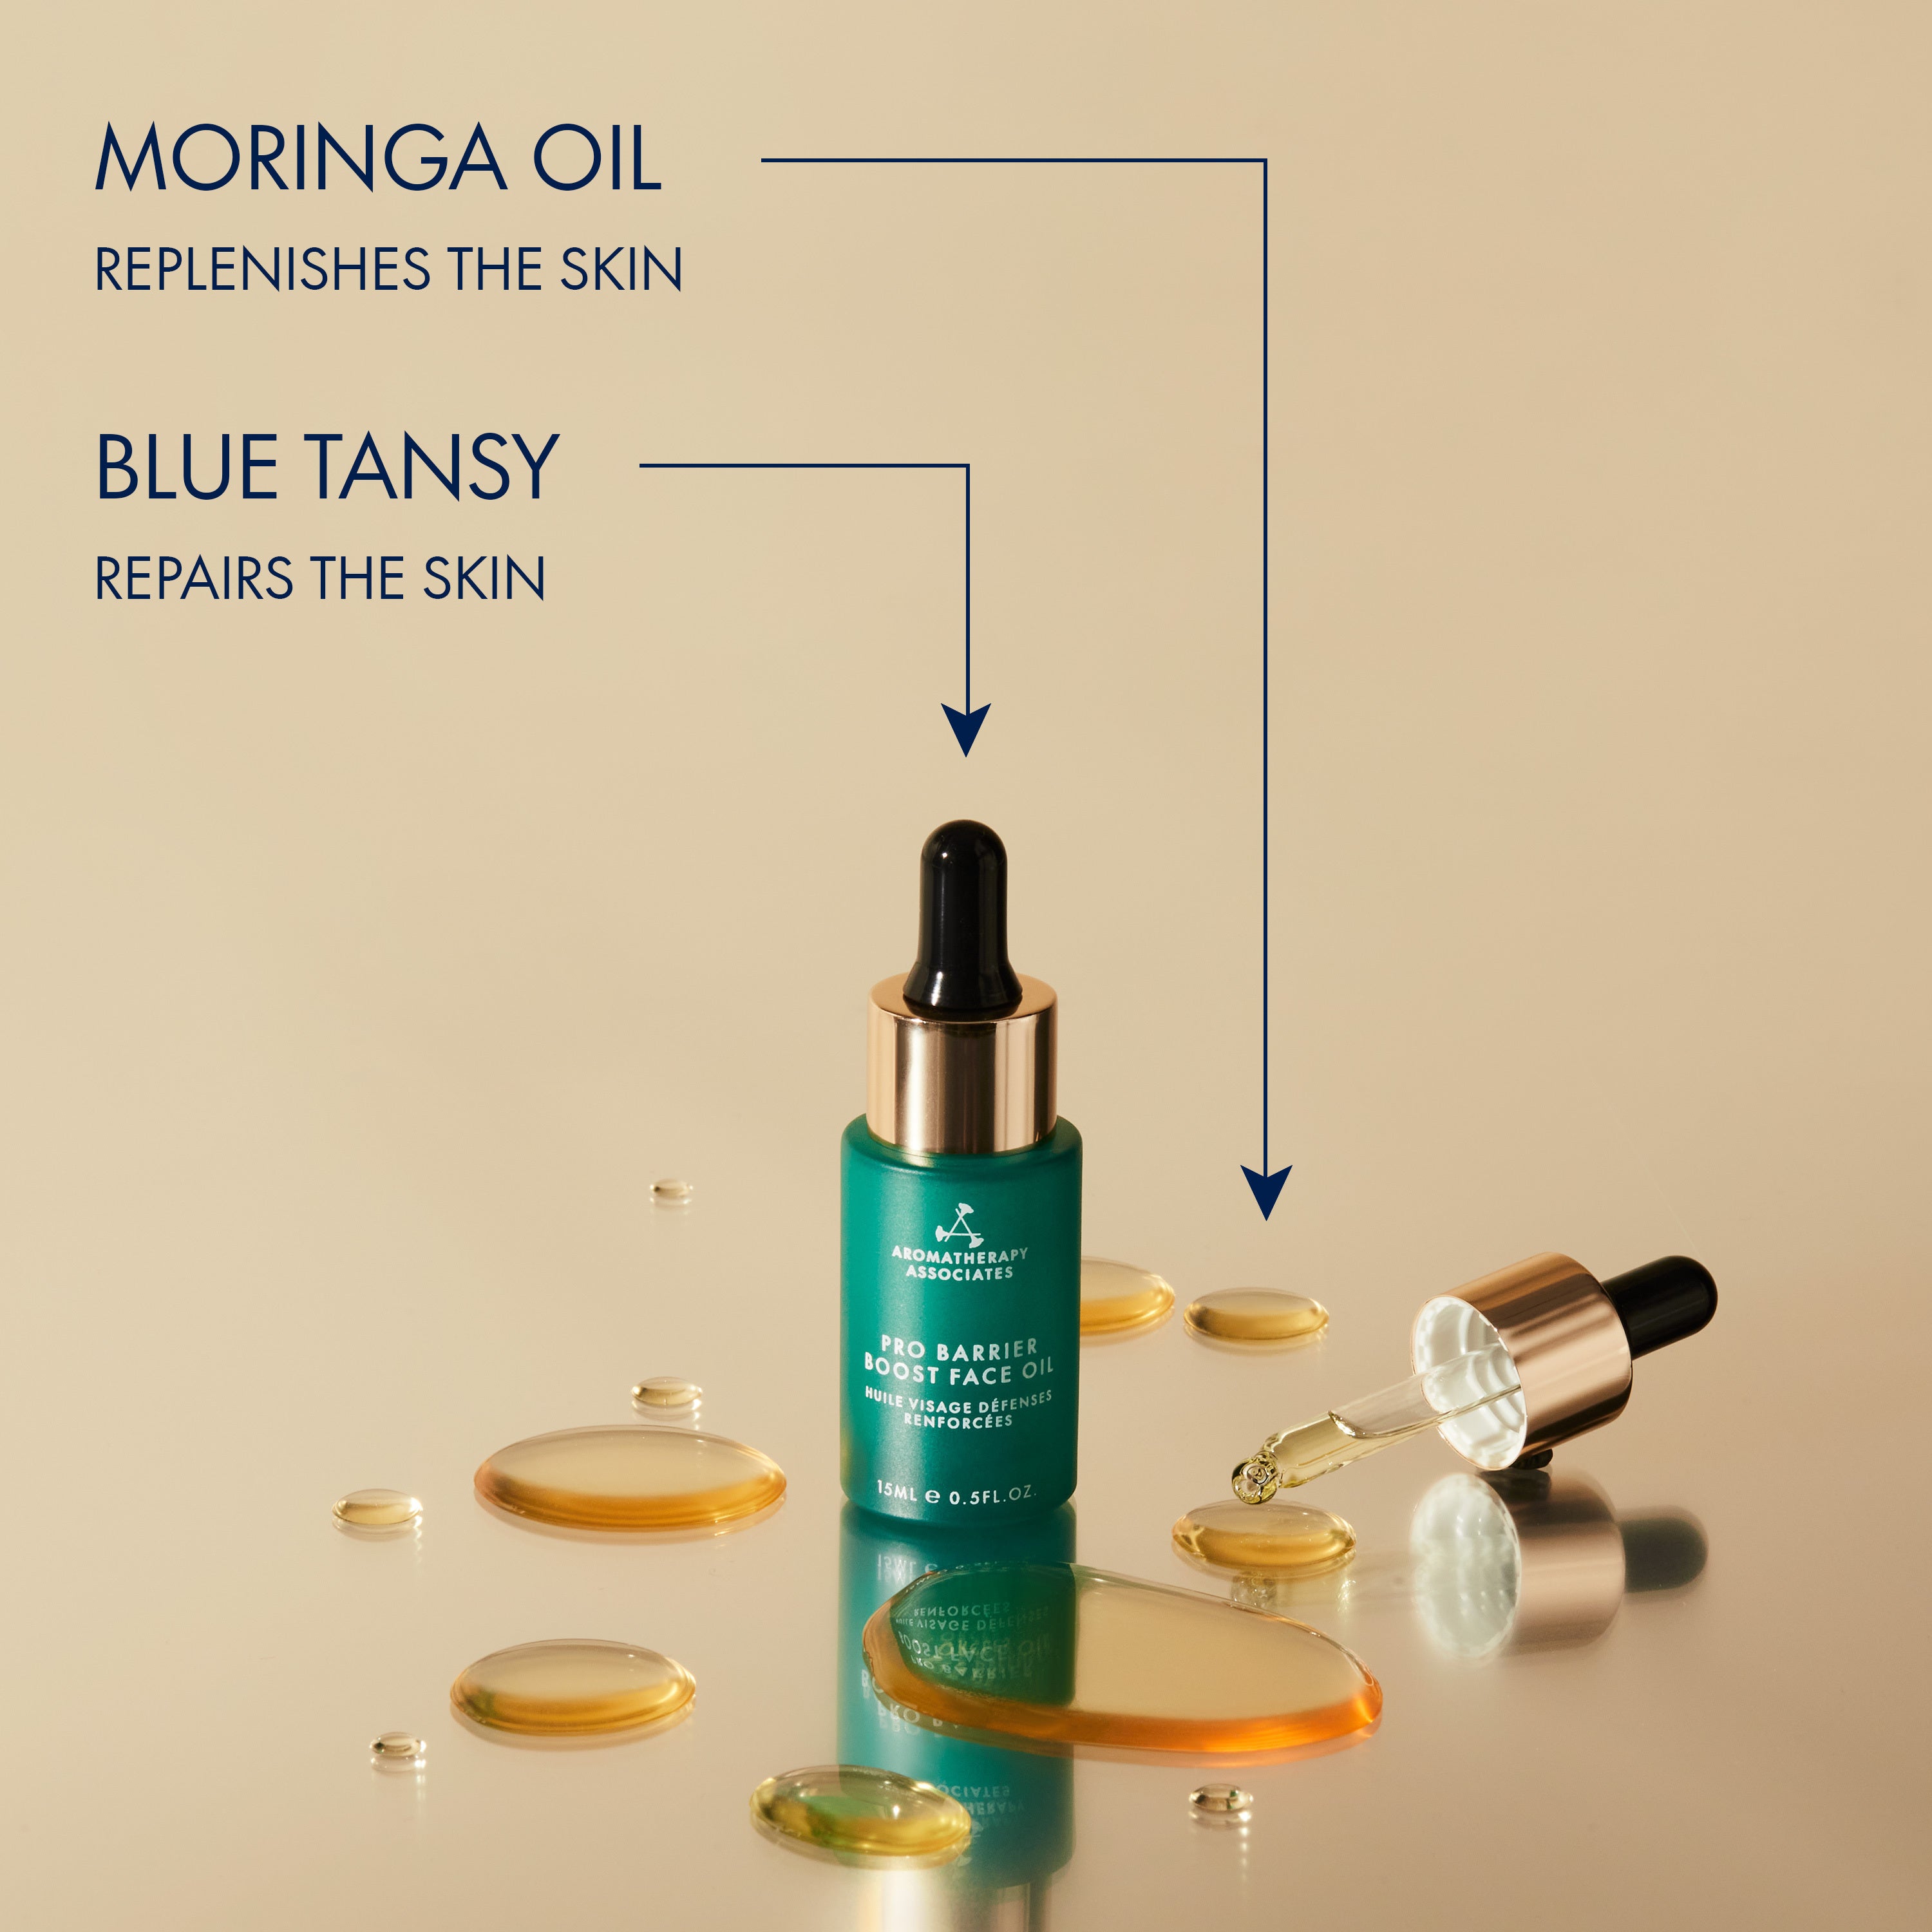 MORINGA OIL
REPLENISHES THE SKIN
BLUE TANSY
REPAIRS THE SKIN
AROMATHERAPY
ASSOCIATES
PRO BARRIER
BOOST FACE OIL
HUILE VISAGE DÉFENSES
RENFORCÉES
15ML ℮ 0.5FL.OZ.